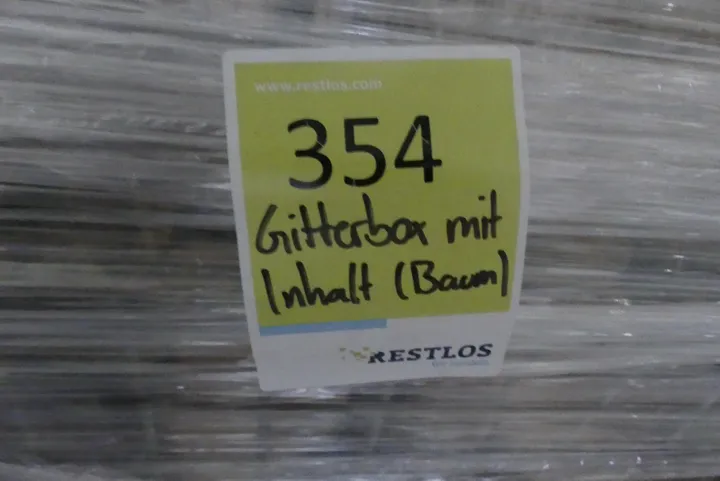 www.restlos.com
354
Gitterbox mit
Inhalt (Baum)
RESTLOS